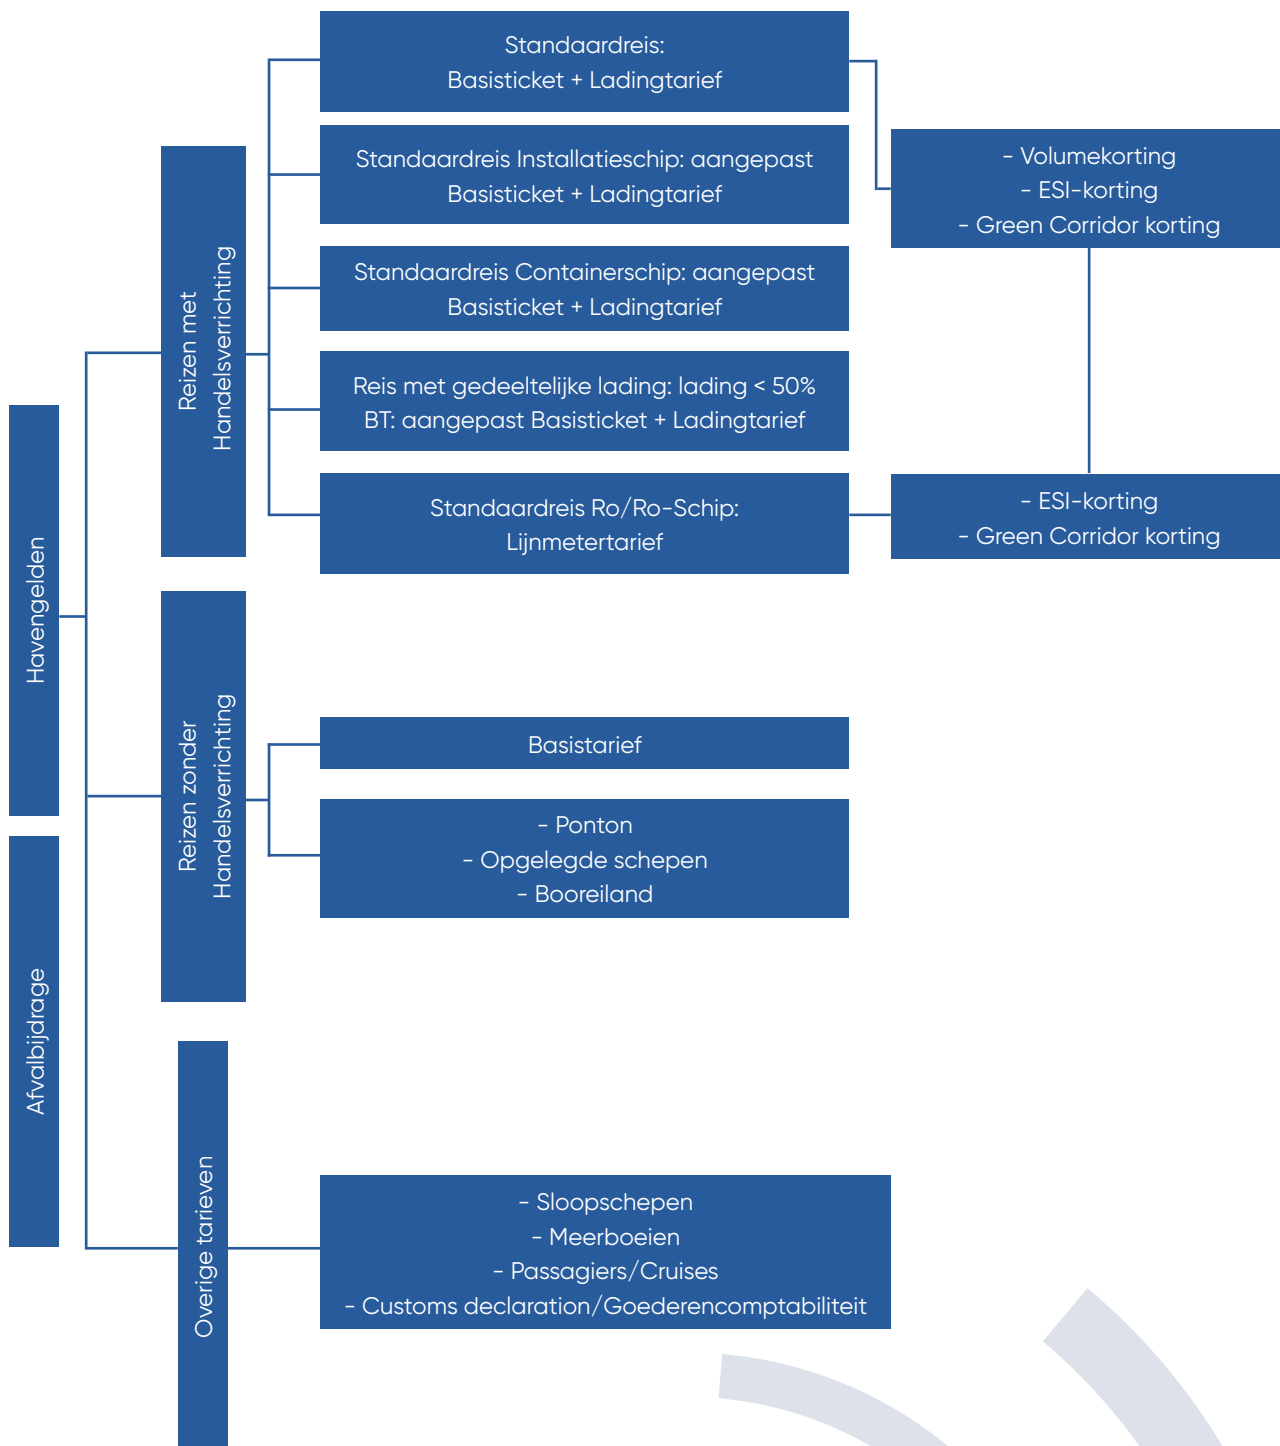 Havengelden
Afvalbijdrage
Reizen met
Handelsverrichting
Standaardreis:
Basisticket + Ladingtarief
Standaardreis Installatieschip: aangepast
Basisticket + Ladingtarief
Standaardreis Containerschip: aangepast
Basisticket + Ladingtarief
Reis met gedeeltelijke lading: lading < 50%
BT: aangepast Basisticket + Ladingtarief
Standaardreis Ro/Ro-Schip:
Lijnmetertarief
- Volumekorting
- ESI-korting
- Green Corridor korting
- ESI-korting
- Green Corridor korting
Reizen zonder
Handelsverrichting
Basistarief
- Ponton
- Opgelegde schepen
- Booreiland
Overige tarieven
- Sloopschepen
- Meerboeien
- Passagiers/Cruises
- Customs declaration/Goederencomptabiliteit